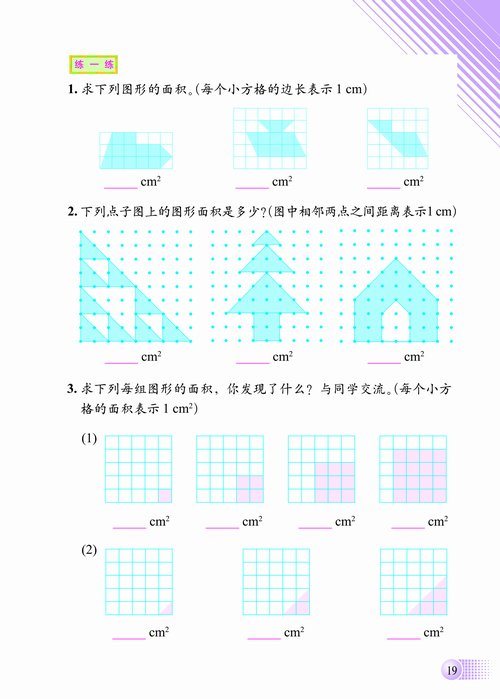 练一练
1. 求下列图形的面积。(每个小方格的边长表示 1 cm)
_____ cm² _____ cm² _____ cm²
2. 下列点子图上的图形面积是多少?(图中相邻两点之间距离表示1 cm)
_____ cm² _____ cm² _____ cm²
3. 求下列每组图形的面积，你发现了什么？与同学交流。(每个小方
格的面积表示 1 cm²)
(1)
_____ cm² _____ cm² _____ cm² _____ cm²
(2)
_____ cm² _____ cm² _____ cm²
19